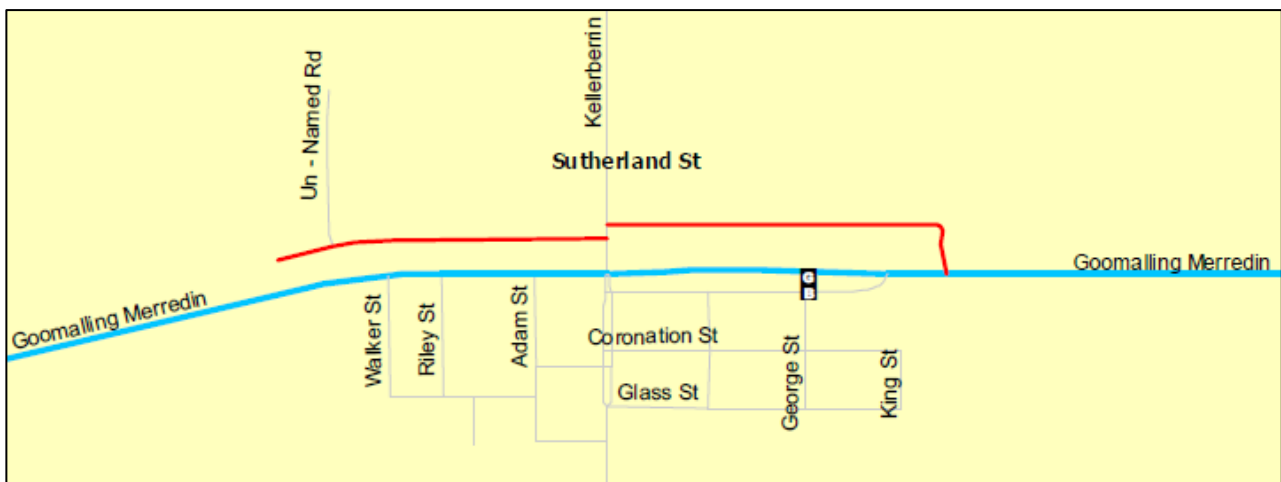 Un - Named Rd
Kellerberrin
Sutherland St
Goomalling Merredin
Goomalling Merredin
Walker St
Riley St
Adam St
Coronation St
George St
King St
Glass St
G